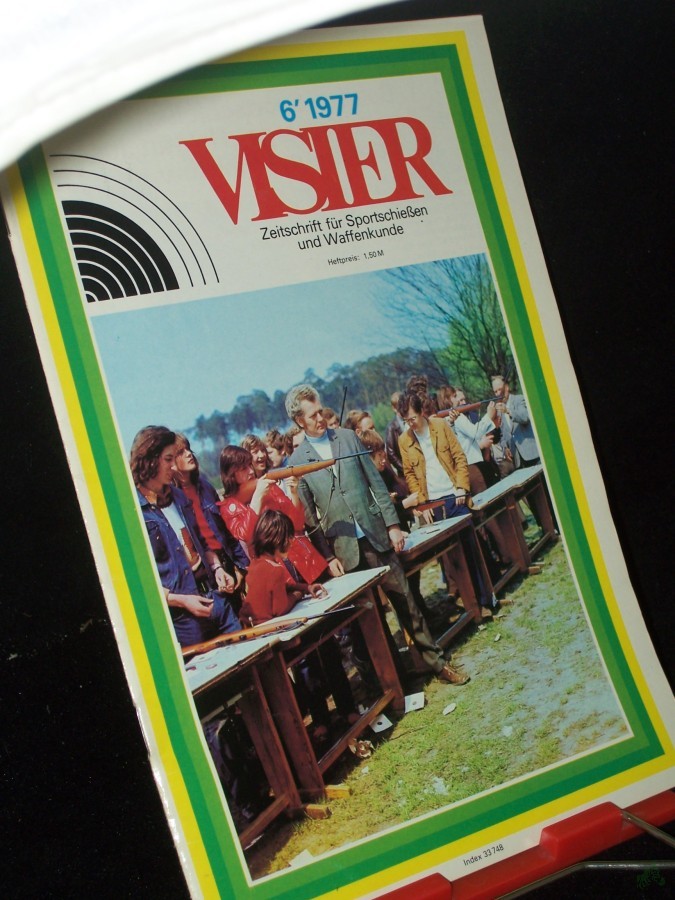 6'1977
VISIER
Zeitschrift für Sportschießen
und Waffenkunde
Heftpreis: 1,50 M
Index 33 748